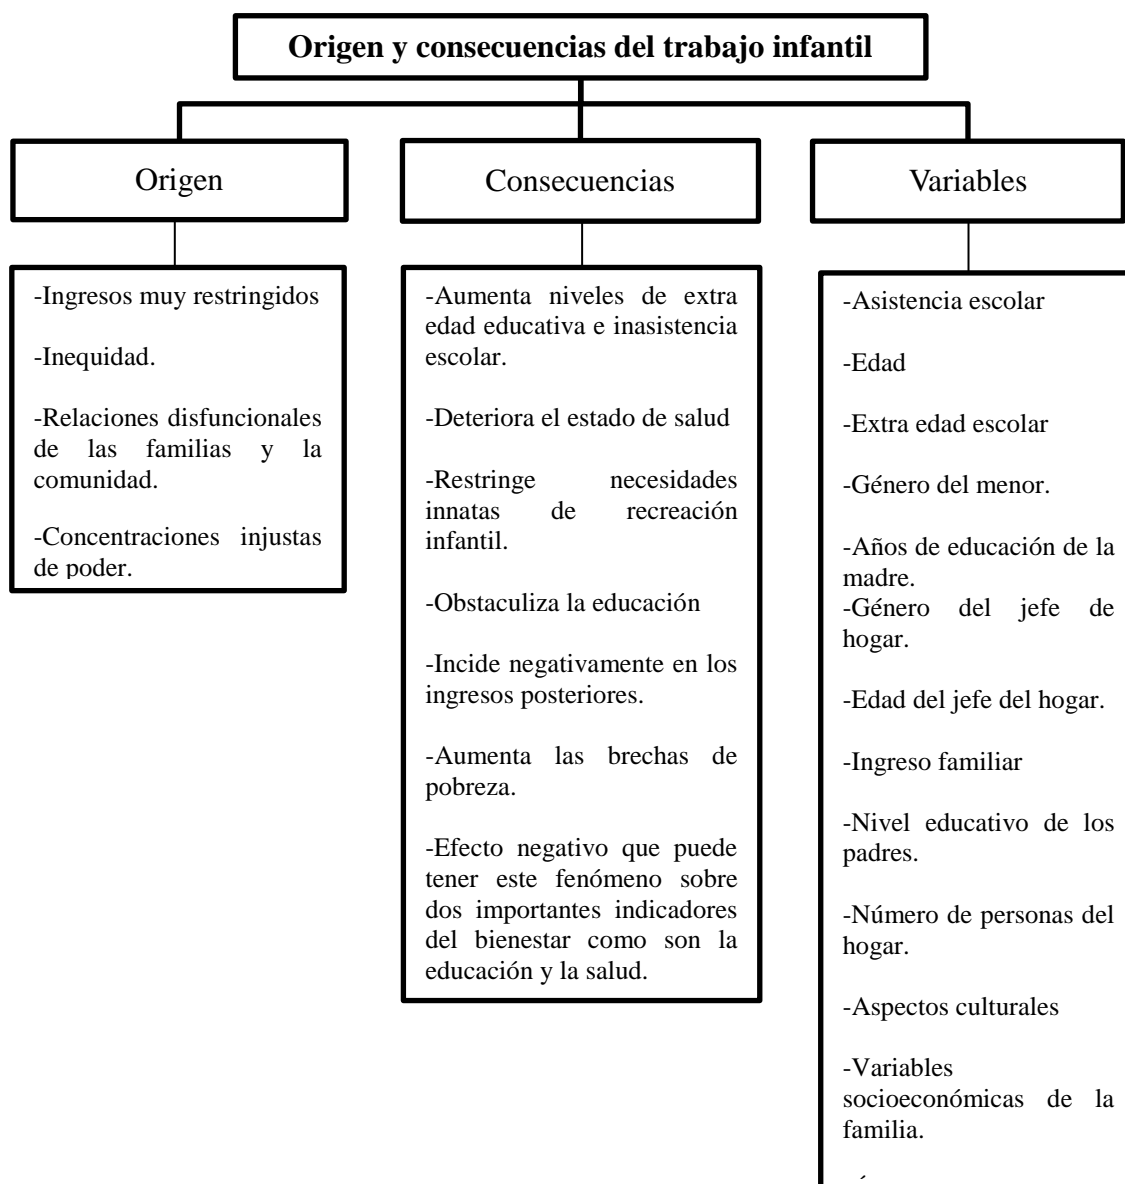 Origen y consecuencias del trabajo infantil
Origen
Consecuencias
Variables
-Ingresos muy restringidos
-Inequidad.
-Relaciones disfuncionales
de las familias y la
comunidad.
-Concentraciones injustas
de poder.
-Aumenta niveles de extra
edad educativa e inasistencia
escolar.
-Deteriora el estado de salud
-Restringe necesidades
innatas de recreación
infantil.
-Obstaculiza la educación
-Incide negativamente en los
ingresos posteriores.
-Aumenta las brechas de
pobreza.
-Efecto negativo que puede
tener este fenómeno sobre
dos importantes indicadores
del bienestar como son la
educación y la salud.
-Asistencia escolar
-Edad
-Extra edad escolar
-Género del menor.
-Años de educación de la
madre.
-Género del jefe de
hogar.
-Edad del jefe del hogar.
-Ingreso familiar
-Nivel educativo de los
padres.
-Número de personas del
hogar.
-Aspectos culturales
-Variables
socioeconómicas de la
familia.